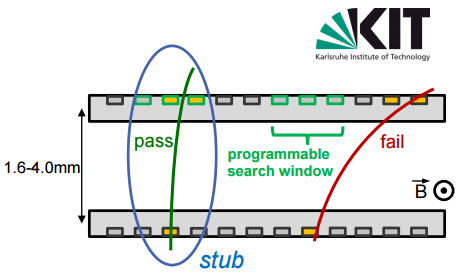 KIT
Karlsruhe Institute of Technology
pass
programmable
search window
fail
1.6-4.0mm
B
stub